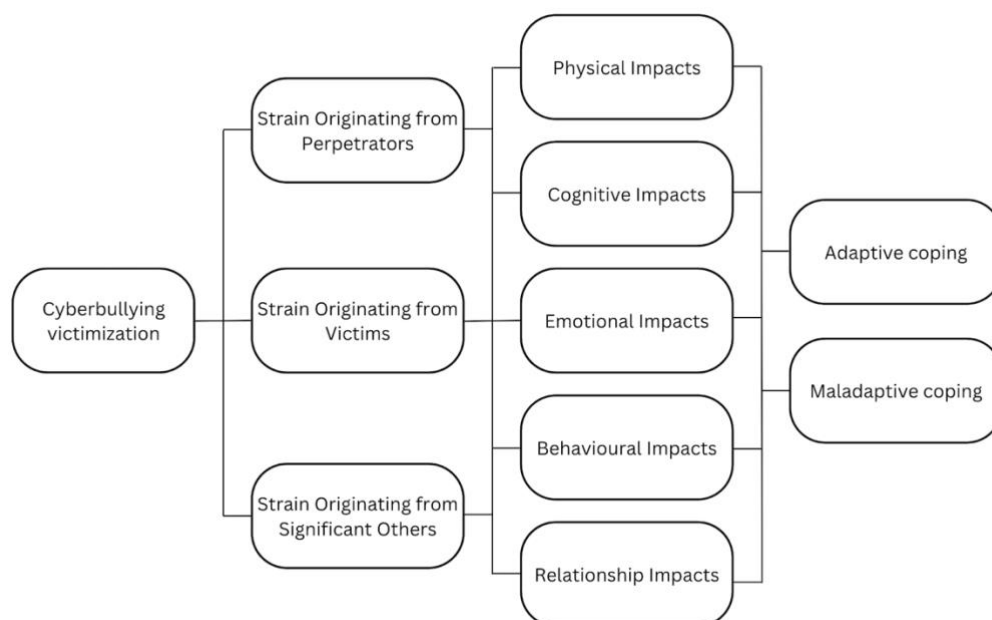 Cyberbullying
victimization
Strain Originating from
Perpetrators
Strain Originating from
Victims
Strain Originating from
Significant Others
Physical Impacts
Cognitive Impacts
Emotional Impacts
Behavioural Impacts
Relationship Impacts
Adaptive coping
Maladaptive coping